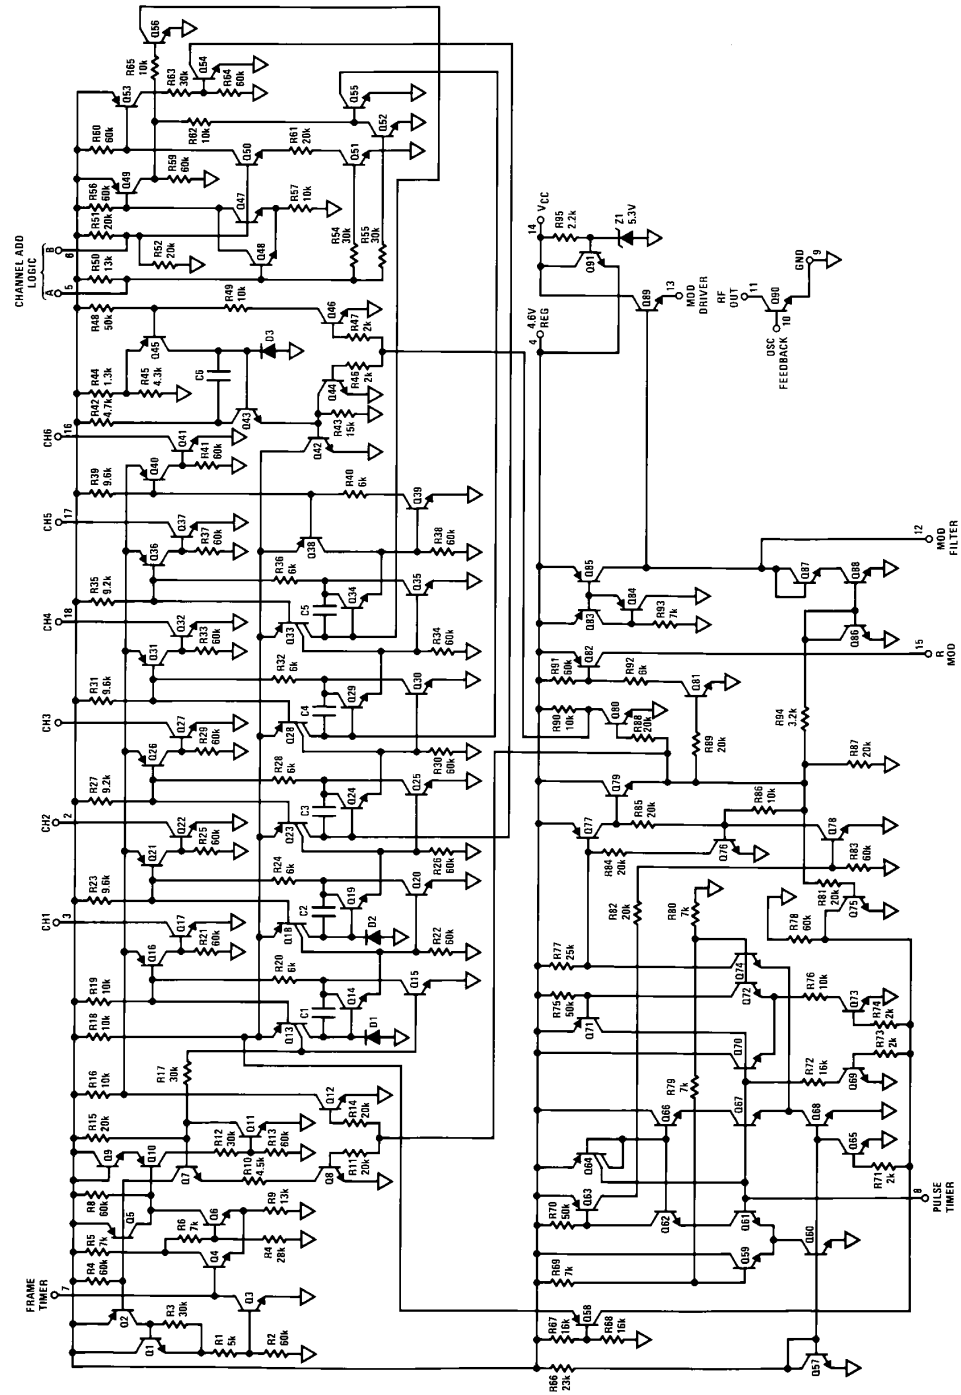 FRAME
TIMER
7
CH1
3
CH2
2
CH3
CH4
18
CH5
17
CH6
16
CHANNEL ADD
LOGIC
A
B
5
6
Q1
Q2
R3
30k
R1
5k
R2
60k
Q3
R4
60k
R5
7k
Q4
Q5
R6
7k
Q6
R4
28k
R9
13k
R8
60k
Q9
Q10
Q7
R10
4.5k
Q8
R11
20k
R15
20k
R12
30k
R13
60k
Q11
R16
10k
Q12
R14
20k
R17
30k
R18
10k
R19
10k
Q13
C1
Q14
D1
Q15
R20
6k
Q16
Q17
R21
60k
R22
60k
R23
9.6k
Q18
C2
Q19
D2
Q20
R24
6k
Q21
Q22
R25
60k
R26
60k
R27
9.2k
Q23
C3
Q24
Q25
R28
6k
Q26
Q27
R29
60k
R30
60k
R31
9.6k
Q28
C4
Q29
Q30
R32
6k
Q31
Q32
R33
60k
R34
60k
R35
9.2k
Q33
C5
Q34
Q35
R36
6k
Q36
Q37
R37
60k
R38
60k
R39
9.6k
Q38
Q39
R40
6k
Q40
Q41
R41
60k
R42
4.7k
R44
1.3k
R45
4.3k
Q42
Q43
R43
15k
Q44
R46
2k
C6
D3
Q45
R48
50k
R49
10k
Q46
R47
2k
R50
13k
R51
20k
R52
20k
R56
60k
Q47
Q48
R57
10k
R54
30k
R55
30k
Q49
R59
60k
R60
60k
Q50
R61
20k
Q51
Q52
R62
10k
Q53
R63
30k
R64
60k
Q54
Q55
R65
10k
Q56
R66
23k
Q57
R67
16k
R68
16k
Q58
R69
7k
Q59
Q60
Q61
Q62
R70
60k
Q63
Q64
Q65
Q66
Q67
Q68
R71
2k
8
PULSE
TIMER
R79
7k
R80
7k
Q69
R72
16k
R73
2k
Q70
Q71
R75
50k
Q72
Q73
R74
2k
R76
10k
R77
25k
Q74
R78
60k
Q75
R81
20k
R82
20k
R83
60k
R84
20k
Q76
Q77
Q78
R85
20k
R86
10k
Q79
R87
20k
R88
20k
Q80
R89
20k
R90
10k
R91
60k
Q81
R92
6k
Q82
R94
3.2k
15
R
MOD
Q83
Q84
R93
7k
Q85
Q86
Q87
Q88
12
MOD
FILTER
4.6V
REG
4
14
VCC
R95
2.2k
Q91
Z1
5.3V
Q89
13
MOD
DRIVER
RF
OUT
11
Q90
10
OSC
FEEDBACK
GND
9